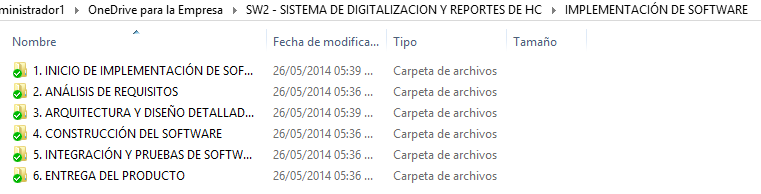 ministrador1 > OneDrive para la Empresa > SW2 - SISTEMA DE DIGITALIZACION Y REPORTES DE HC > IMPLEMENTACIÓN DE SOFTWARE
Nombre Fecha de modifica... Tipo Tamaño
1. INICIO DE IMPLEMENTACIÓN DE SOF... 26/05/2014 05:39 ... Carpeta de archivos
2. ANÁLISIS DE REQUISITOS 26/05/2014 05:36 ... Carpeta de archivos
3. ARQUITECTURA Y DISEÑO DETALLAD... 26/05/2014 05:39 ... Carpeta de archivos
4. CONSTRUCCIÓN DEL SOFTWARE 26/05/2014 05:36 ... Carpeta de archivos
5. INTEGRACIÓN Y PRUEBAS DE SOFTW... 26/05/2014 05:36 ... Carpeta de archivos
6. ENTREGA DEL PRODUCTO 26/05/2014 05:36 ... Carpeta de archivos